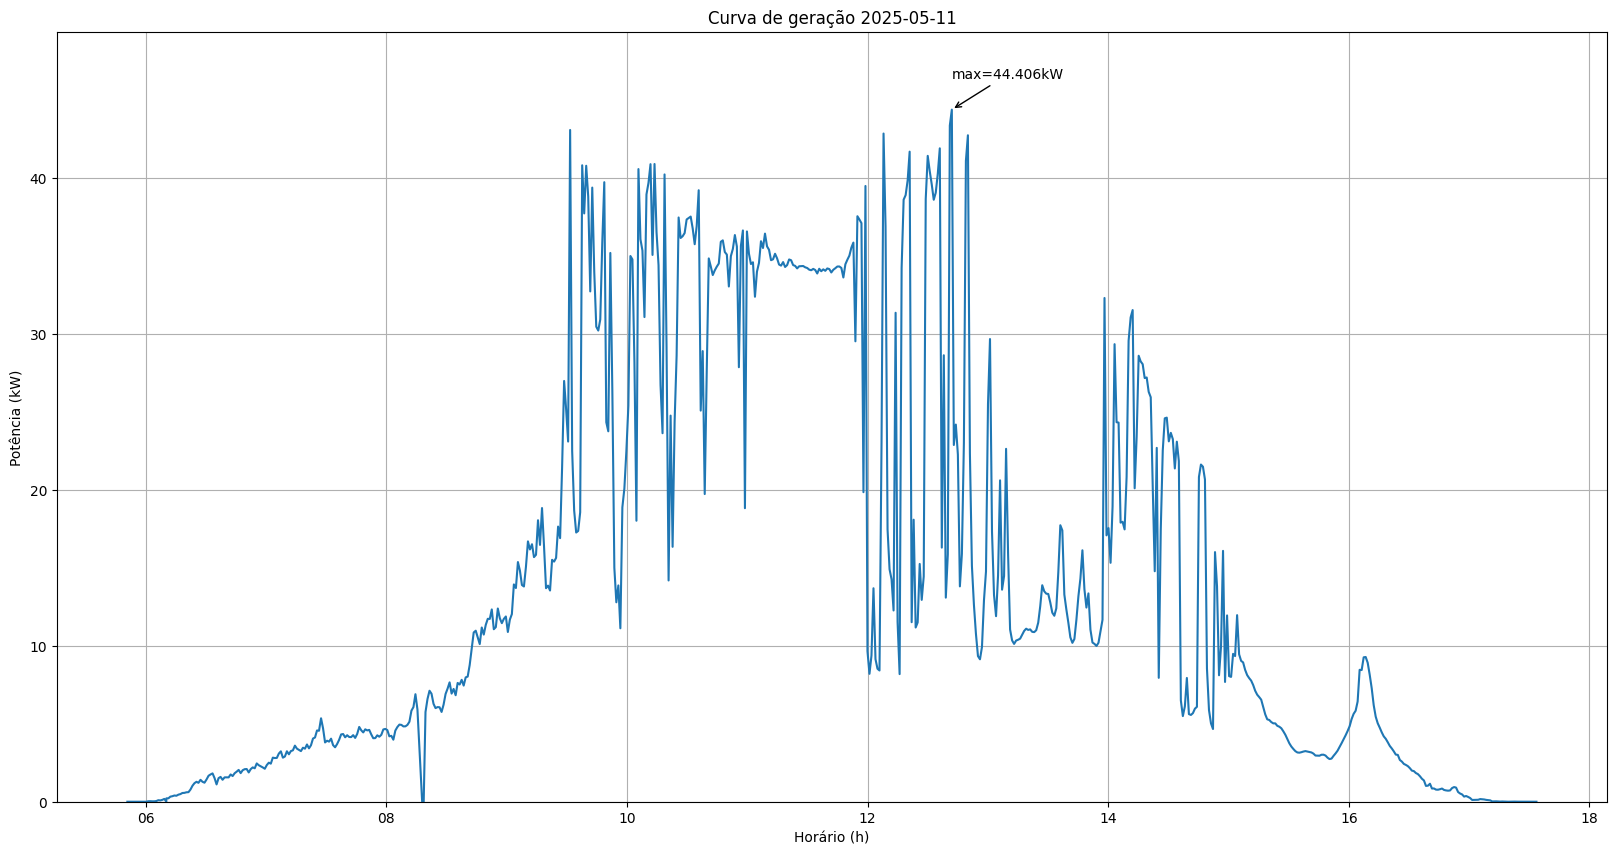 Curva de geração 2025-05-11
max=44.406kW
Potência (kW)
40
30
20
10
0
06 08 10 12 14 16 18
Horário (h)